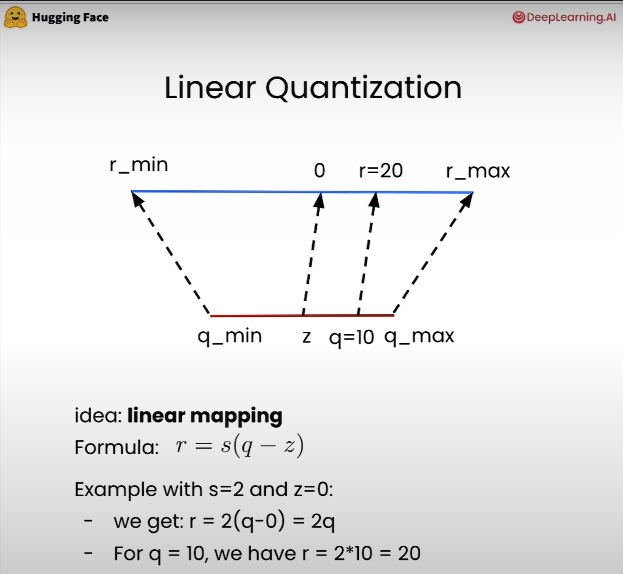 Hugging Face
DeepLearning.AI
Linear Quantization
r_min
0
r=20
r_max
q_min
z
q=10
q_max
idea: linear mapping
Formula: r = s(q − z)
Example with s=2 and z=0:
- we get: r = 2(q-0) = 2q
- For q = 10, we have r = 2*10 = 20